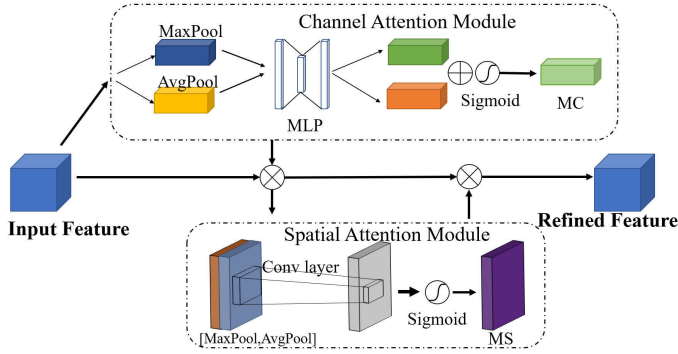 Channel Attention Module
MaxPool
AvgPool
MLP
Sigmoid
MC
Input Feature
Refined Feature
Spatial Attention Module
Conv layer
[MaxPool,AvgPool]
Sigmoid
MS